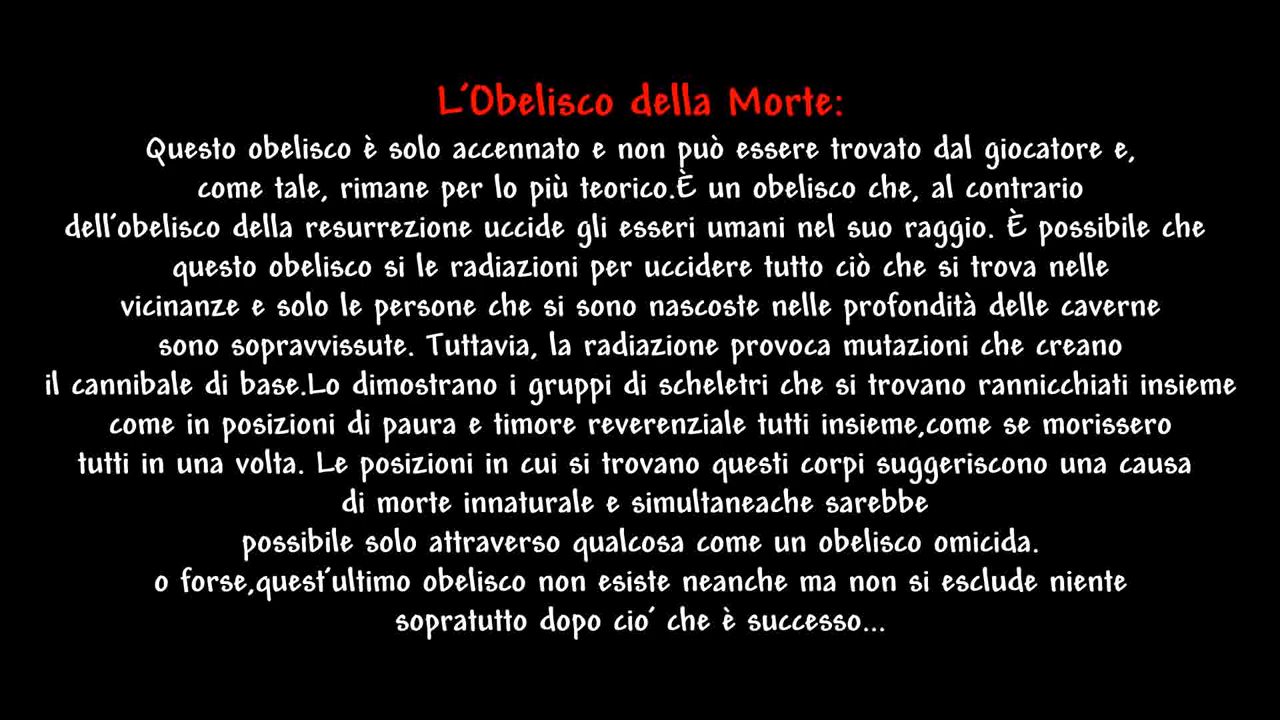 L'Obelisco della Morte:
Questo obelisco è solo accennato e non può essere trovato dal giocatore e,
come tale, rimane per lo più teorico.È un obelisco che, al contrario
dell'obelisco della resurrezione uccide gli esseri umani nel suo raggio. È possibile che
questo obelisco si le radiazioni per uccidere tutto ciò che si trova nelle
vicinanze e solo le persone che si sono nascoste nelle profondità delle caverne
sono sopravvissute. Tuttavia, la radiazione provoca mutazioni che creano
il cannibale di base.Lo dimostrano i gruppi di scheletri che si trovano rannicchiati insieme
come in posizioni di paura e timore reverenziale tutti insieme,come se morissero
tutti in una volta. Le posizioni in cui si trovano questi corpi suggeriscono una causa
di morte innaturale e simultaneache sarebbe
possibile solo attraverso qualcosa come un obelisco omicida.
o forse,quest'ultimo obelisco non esiste neanche ma non si esclude niente
sopratutto dopo cio' che è successo...